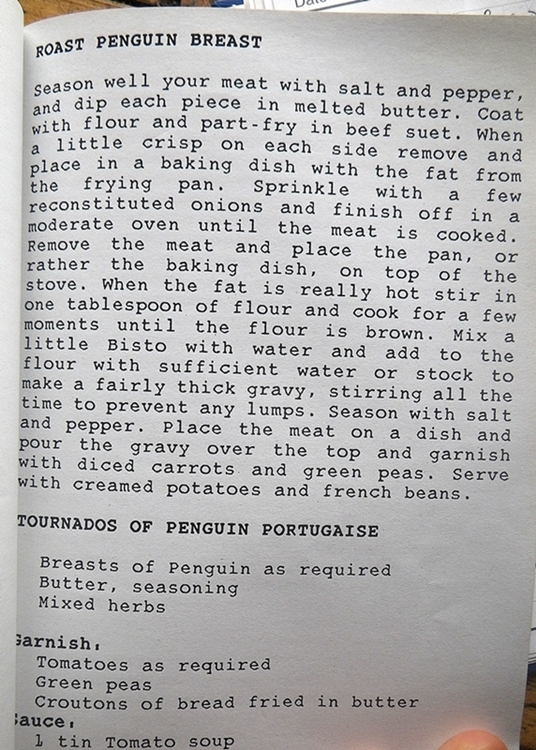 Date
ROAST PENGUIN BREAST
Season well your meat with salt and pepper,
and dip each piece in melted butter. Coat
with flour and part-fry in beef suet. When
a little crisp on each side remove and
place in a baking dish with the fat from
the frying pan. Sprinkle with a few
reconstituted onions and finish off in a
moderate oven until the meat is cooked.
Remove the meat and place the pan, or
rather the baking dish, on top of the
stove. When the fat is really hot stir in
one tablespoon of flour and cook for a few
moments until the flour is brown. Mix a
little Bisto with water and add to the
flour with sufficient water or stock to
make a fairly thick gravy, stirring all the
time to prevent any lumps. Season with salt
and pepper. Place the meat on a dish and
pour the gravy over the top and garnish
with diced carrots and green peas. Serve
with creamed potatoes and french beans.
TOURNADOS OF PENGUIN PORTUGAISE
Breasts of Penguin as required
Butter, seasoning
Mixed herbs
Garnish:
Tomatoes as required
Green peas
Croutons of bread fried in butter
Sauce:
1 tin Tomato soup